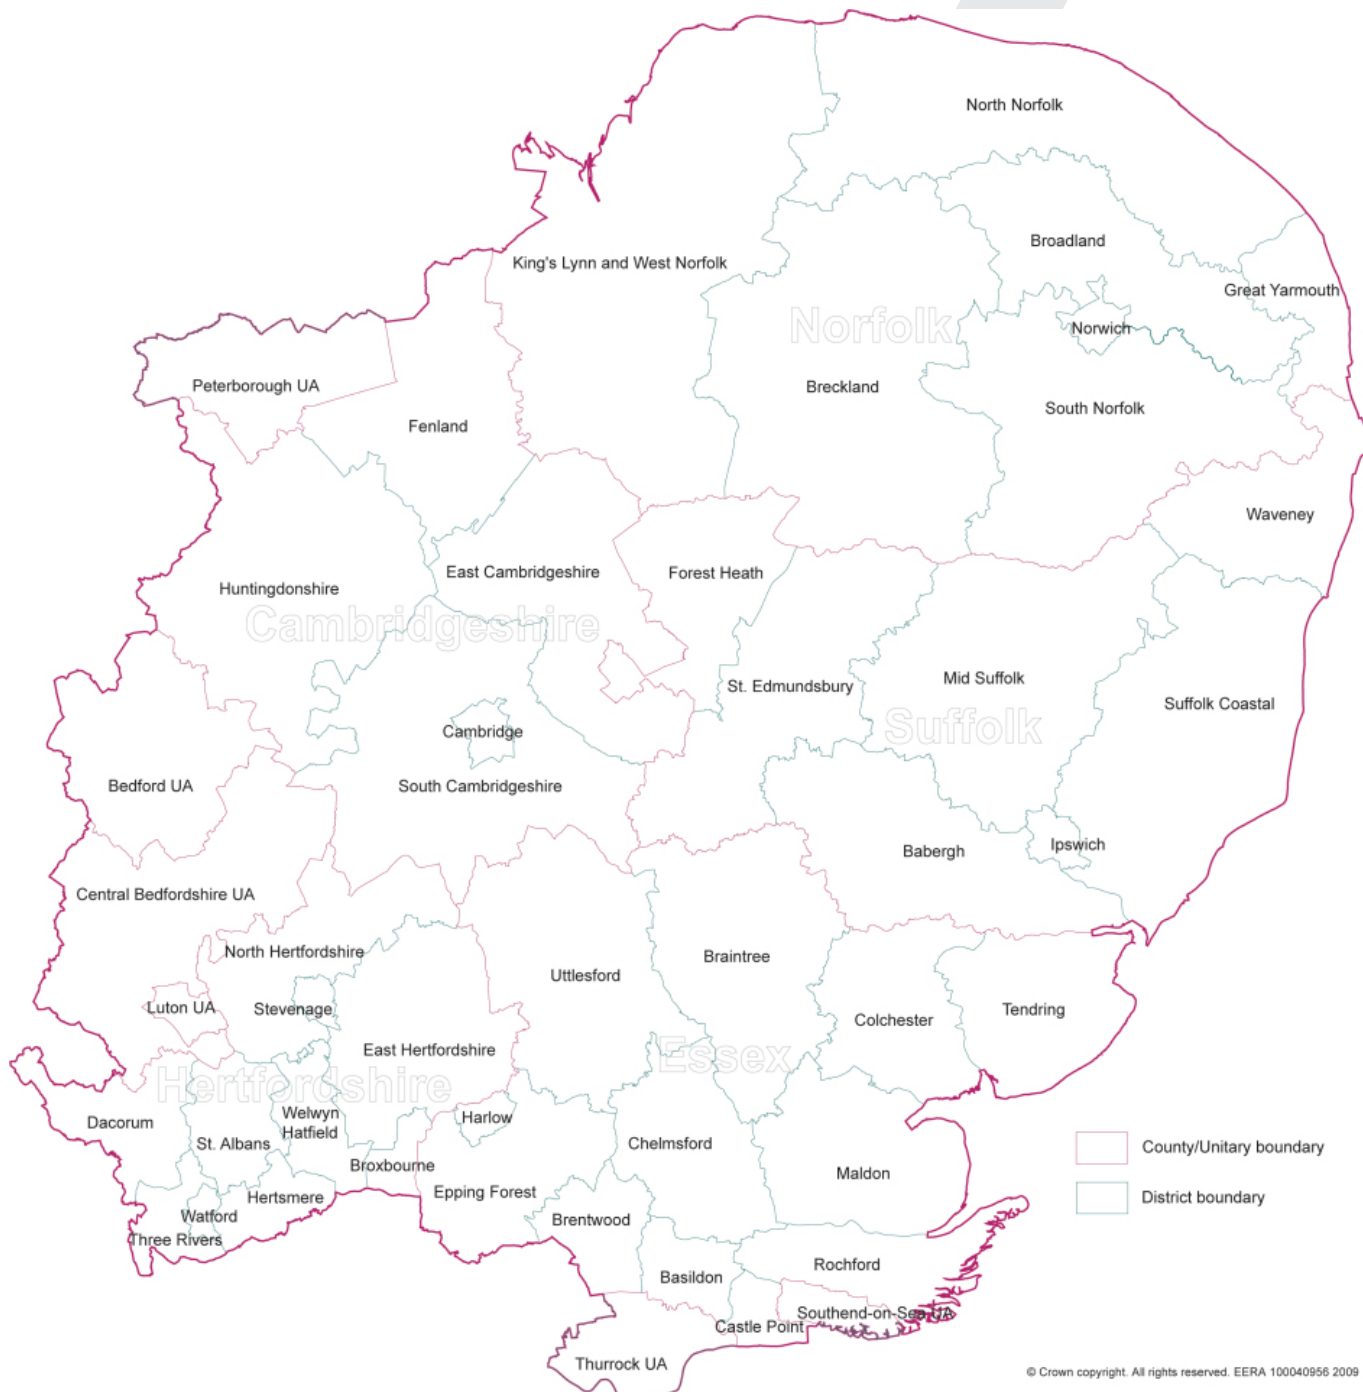 North Norfolk
Broadland
King's Lynn and West Norfolk
Great Yarmouth
Norfolk
Norwich
Peterborough UA
Breckland
South Norfolk
Fenland
Waveney
East Cambridgeshire
Forest Heath
Huntingdonshire
Cambridgeshire
Mid Suffolk
St. Edmundsbury
Suffolk Coastal
Suffolk
Cambridge
Bedford UA
South Cambridgeshire
Ipswich
Babergh
Central Bedfordshire UA
North Hertfordshire
Braintree
Uttlesford
Luton UA
Stevenage
Tendring
Colchester
East Hertfordshire
Essex
Hertfordshire
Welwyn
Hatfield
Harlow
Dacorum
St. Albans
Chelmsford
County/Unitary boundary
Broxbourne
Maldon
Epping Forest
Hertsmere
District boundary
Watford
Brentwood
Three Rivers
Rochford
Basildon
Southend-on-Sea UA
Castle Point
Thurrock UA
© Crown copyright. All rights reserved. EERA 100040956 2009